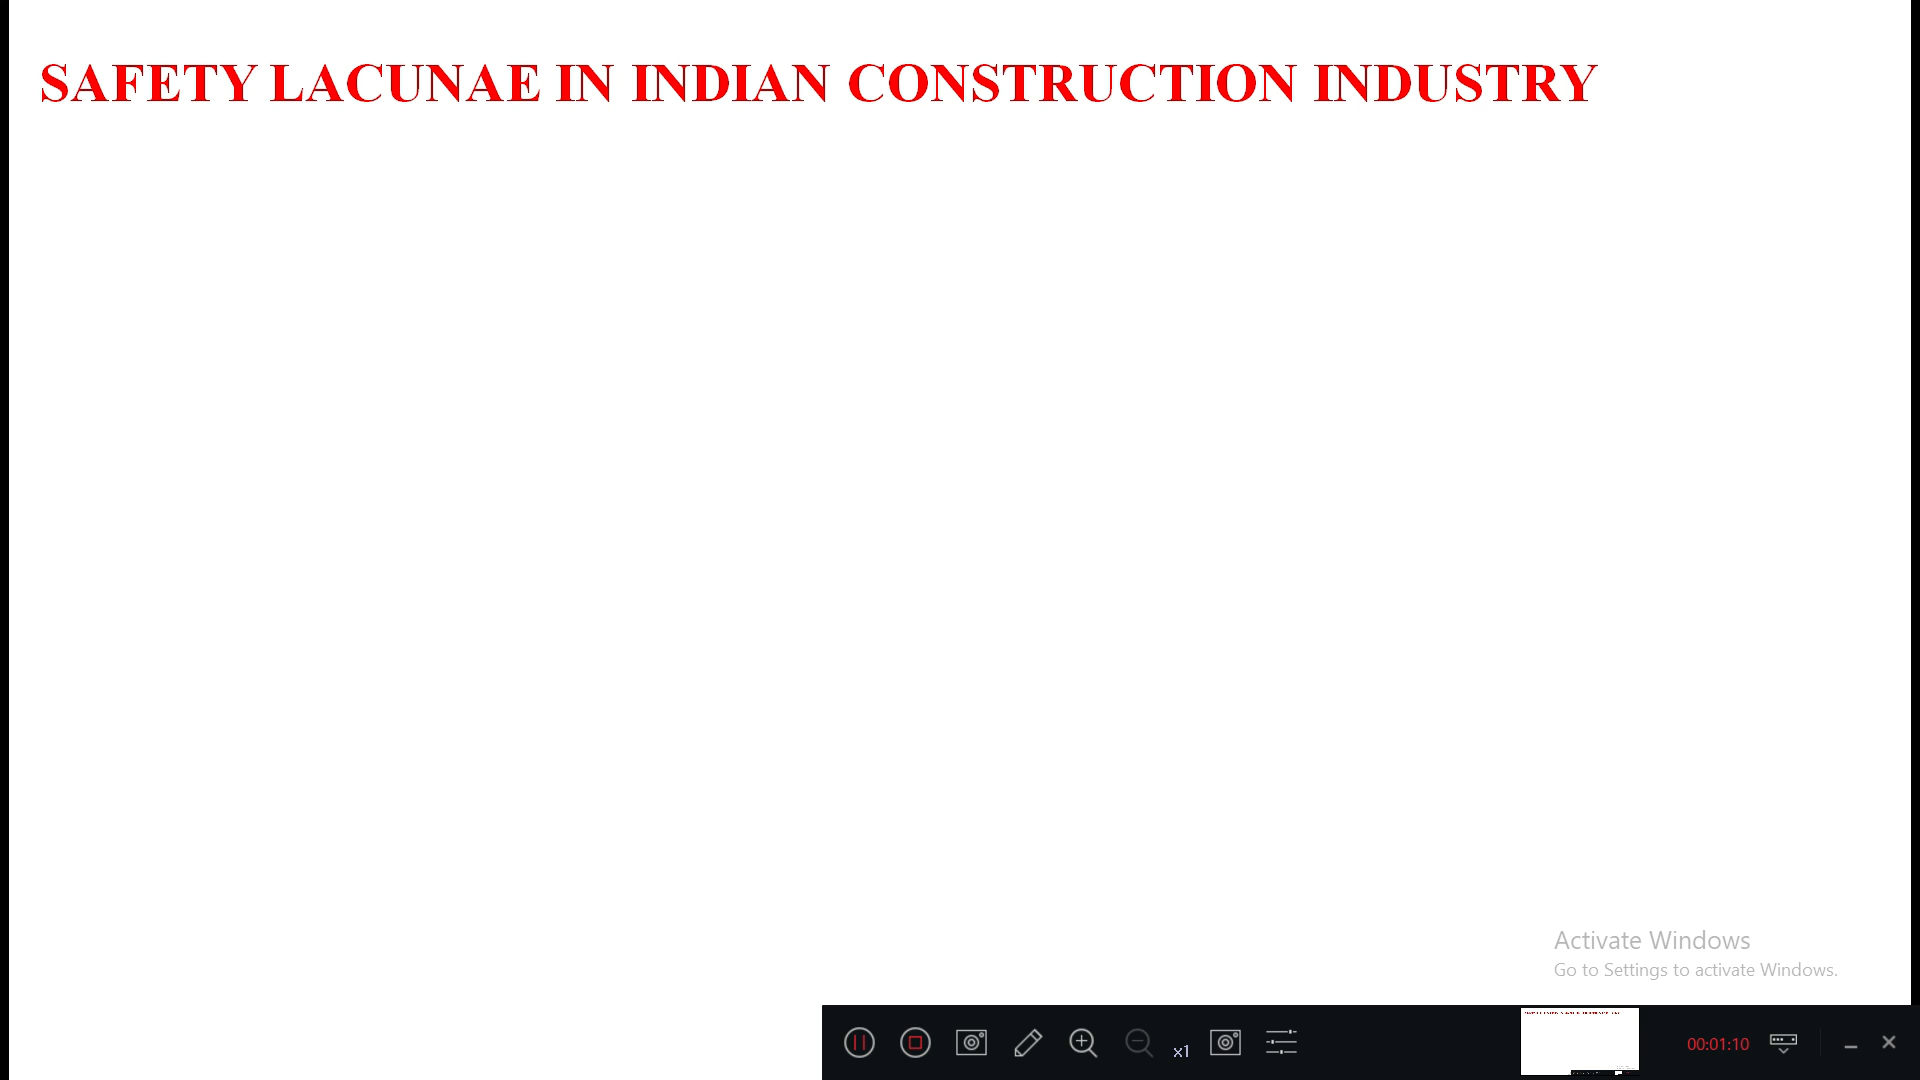 SAFETY LACUNAE IN INDIAN CONSTRUCTION INDUSTRY
Activate Windows
Go to Settings to activate Windows.
x1
00:01:10